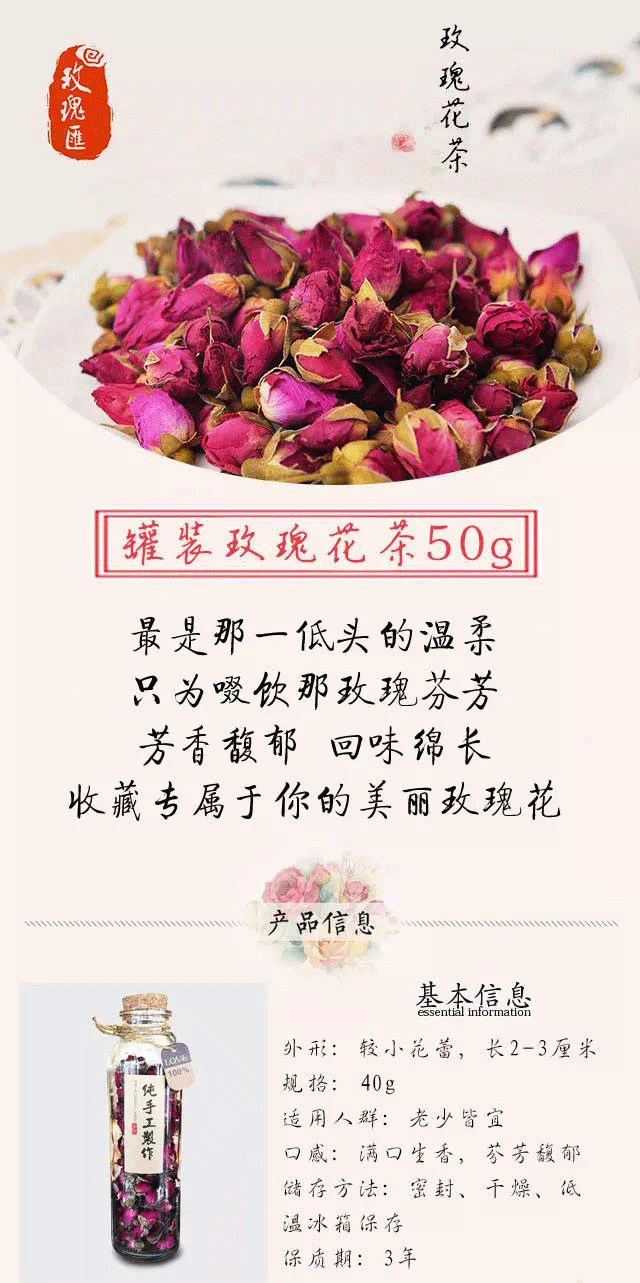 玫瑰匯
玫瑰花茶
罐装玫瑰花茶50g
最是那一低头的温柔
只为啜饮那玫瑰芬芳
芳香馥郁 回味绵长
收藏专属于你的美丽玫瑰花
产品信息
基本信息
essential information
外形：较小花蕾，长2-3厘米
规格：40g
适用人群：老少皆宜
口感：满口生香，芬芳馥郁
储存方法：密封、干燥、低
温冰箱保存
保质期：3年
LOVE
100%
纯手工製作